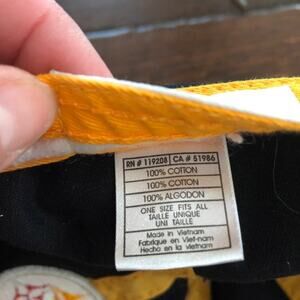 RN # 119208 CA # 51986
100% COTTON
100% COTTON
100% ALGODON
ONE SIZE FITS ALL
TAILLE UNIQUE
UNI TAILLE
Made in Vietnam
Fabriqué en Viet-nam
Hecho en Vietnam